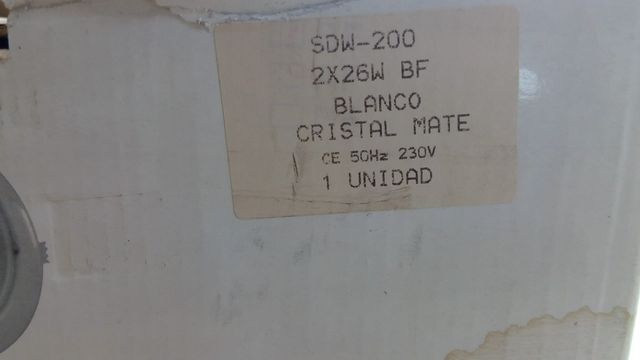 SDW-200
2X26W BF
BLANCO
CRISTAL MATE
CE 50Hz 230V
1 UNIDAD